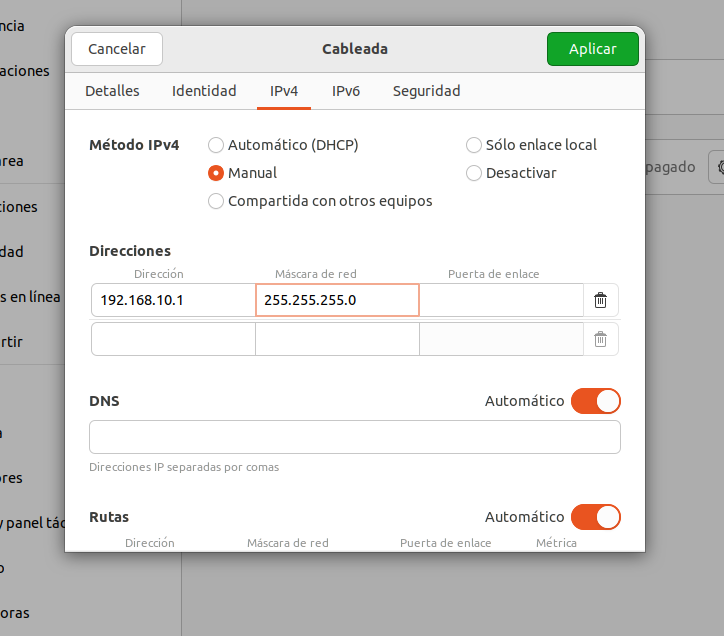 Cancelar
Cableada
Aplicar
Detalles
Identidad
IPv4
IPv6
Seguridad
Método IPv4
Automático (DHCP)
Sólo enlace local
Manual
Desactivar
Compartida con otros equipos
Direcciones
Dirección
Máscara de red
Puerta de enlace
192.168.10.1
255.255.255.0
DNS
Automático
Direcciones IP separadas por comas
Rutas
Automático
Dirección
Máscara de red
Puerta de enlace
Métrica
ncia
aciones
area
ciones
dad
s en línea
rtir
a
ores
y panel tác
o
oras
pagado